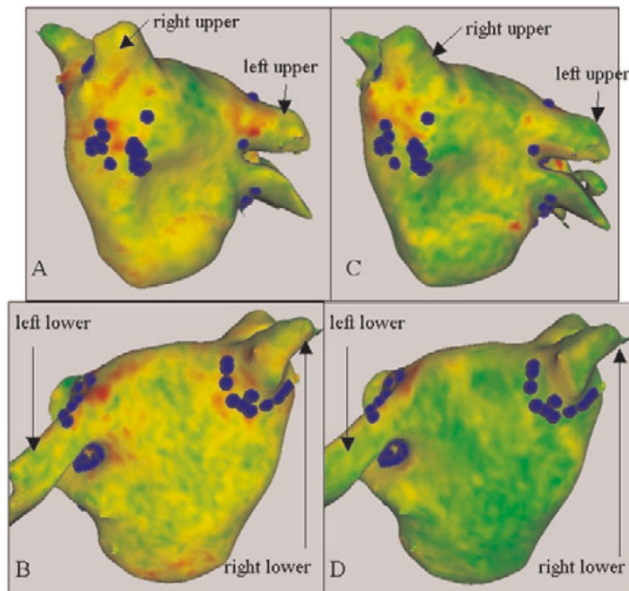 right upper
left upper
A
right upper
left upper
C
left lower
right lower
B
left lower
right lower
D